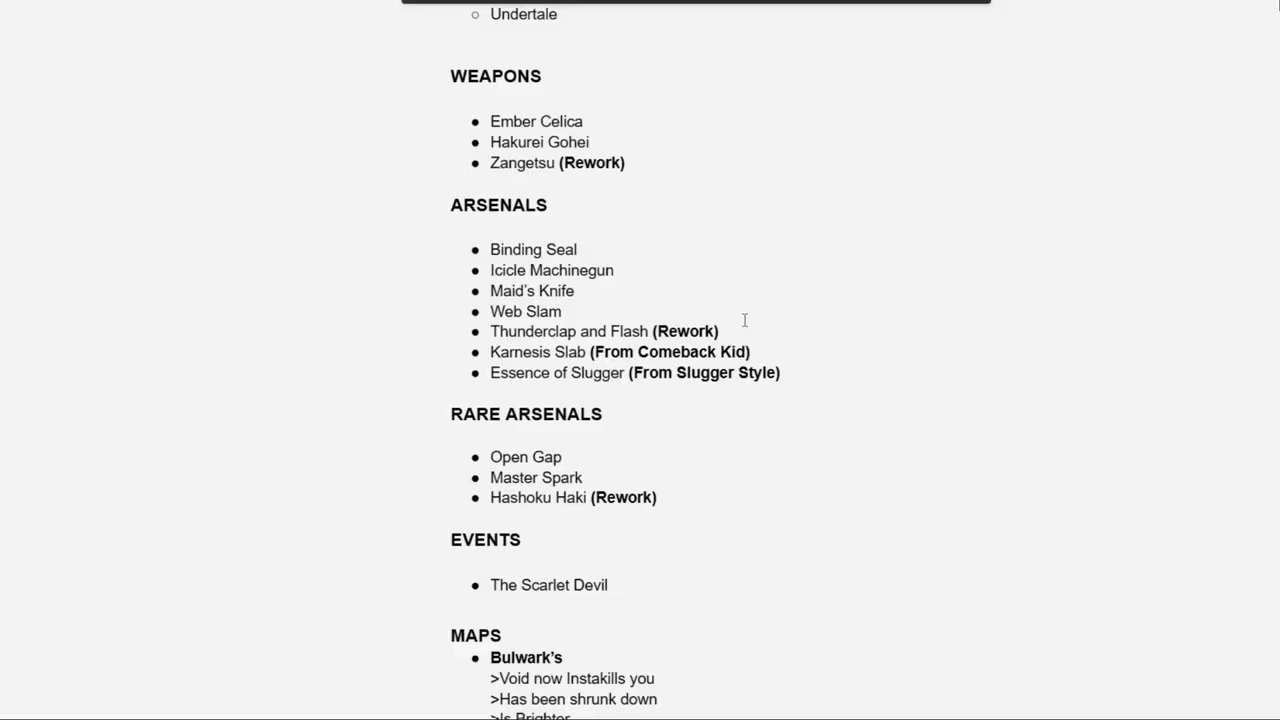 ○ Undertale
WEAPONS
● Ember Celica
● Hakurei Gohei
● Zangetsu (Rework)
ARSENALS
● Binding Seal
● Icicle Machinegun
● Maid’s Knife
● Web Slam
● Thunderclap and Flash (Rework)
● Karnesis Slab (From Comeback Kid)
● Essence of Slugger (From Slugger Style)
RARE ARSENALS
● Open Gap
● Master Spark
● Hashoku Haki (Rework)
EVENTS
● The Scarlet Devil
MAPS
● Bulwark’s
>Void now Instakills you
>Has been shrunk down
>Is Brighter